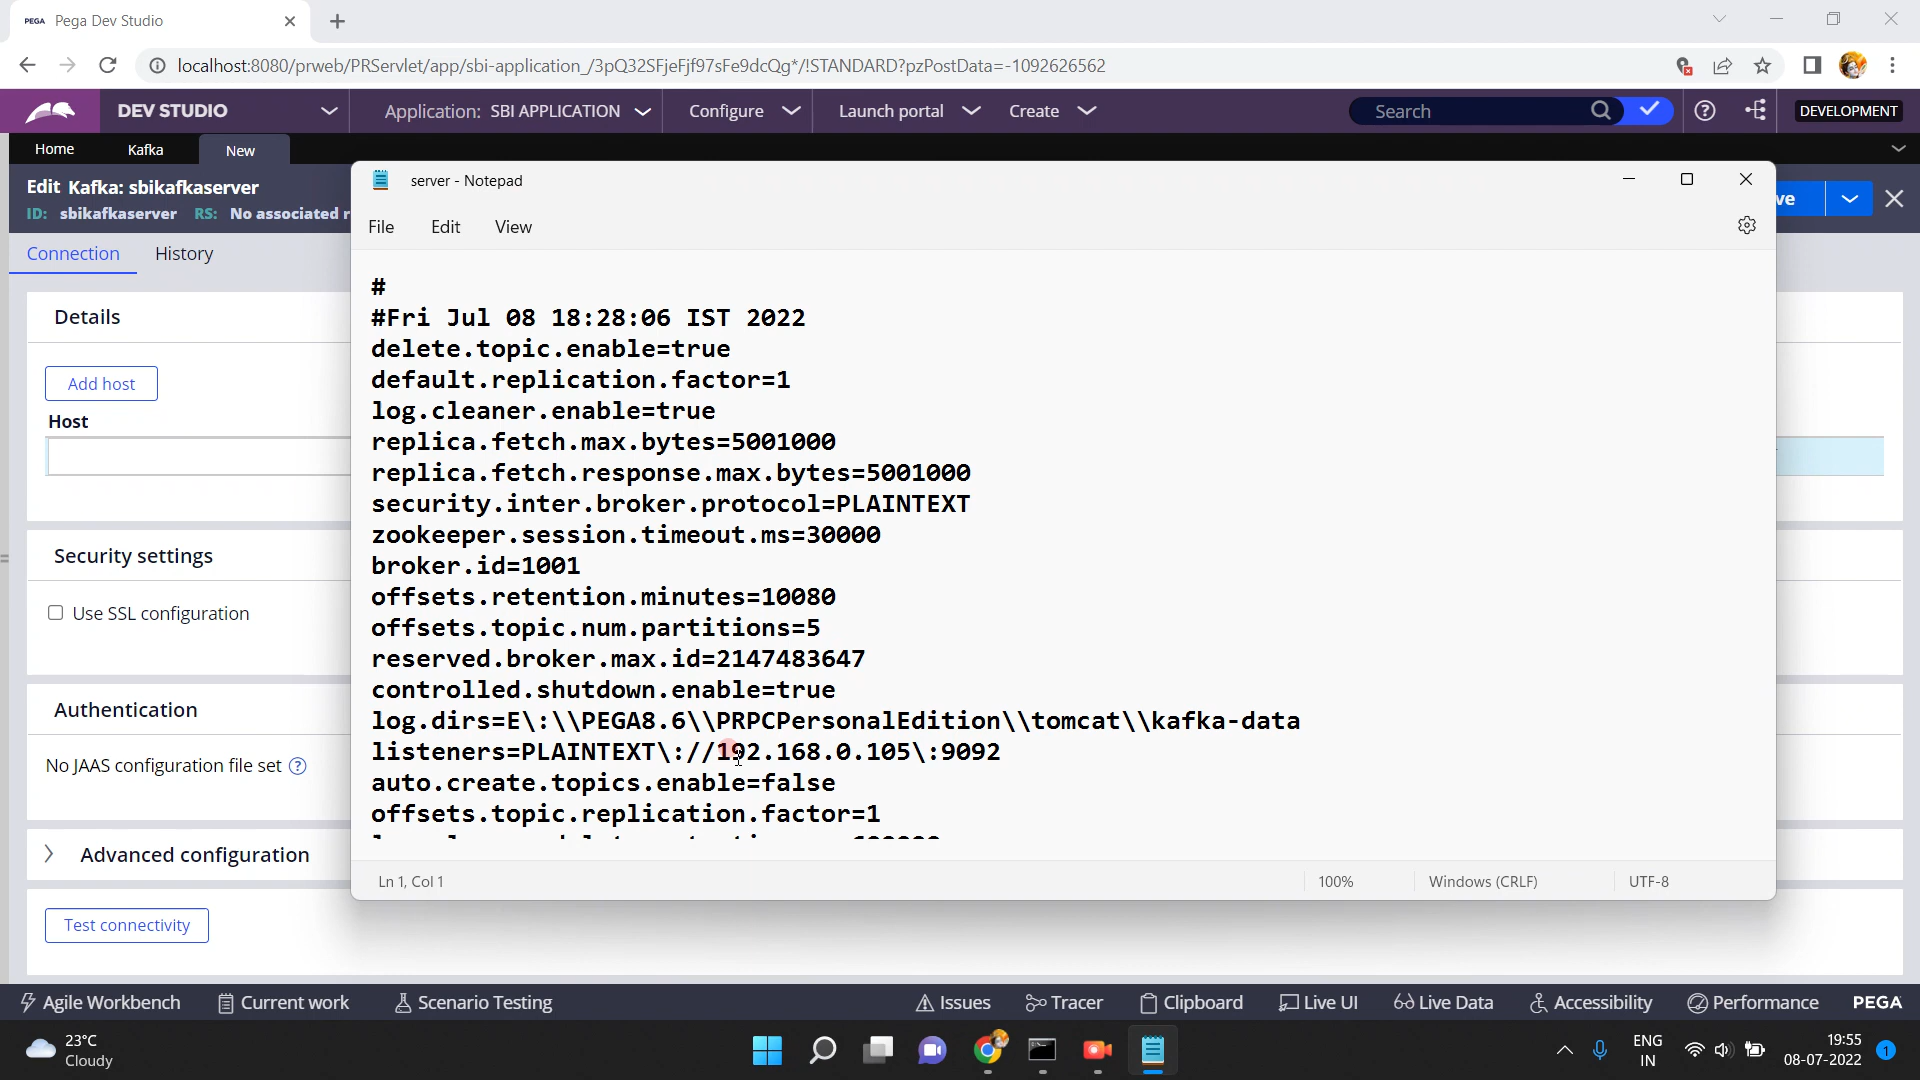 PEGA Pega Dev Studio
localhost:8080/prweb/PRServlet/app/sbi-application_/3pQ32SFjeFjf97sFe9dcQg*/!STANDARD?pzPostData=-1092626562
DEV STUDIO Application: SBI APPLICATION Configure Launch portal Create Search DEVELOPMENT
Home Kafka New
Edit Kafka: sbikafkaserver
ID: sbikafkaserver RS: No associated r
ve
Connection History
Details
Add host
Host
Security settings
Use SSL configuration
Authentication
No JAAS configuration file set ?
Advanced configuration
Test connectivity
server - Notepad
File Edit View
#
#Fri Jul 08 18:28:06 IST 2022
delete.topic.enable=true
default.replication.factor=1
log.cleaner.enable=true
replica.fetch.max.bytes=5001000
replica.fetch.response.max.bytes=5001000
security.inter.broker.protocol=PLAINTEXT
zookeeper.session.timeout.ms=30000
broker.id=1001
offsets.retention.minutes=10080
offsets.topic.num.partitions=5
reserved.broker.max.id=2147483647
controlled.shutdown.enable=true
log.dirs=E\:\\PEGA8.6\\PRPCPersonalEdition\\tomcat\\kafka-data
listeners=PLAINTEXT\://192.168.0.105\:9092
auto.create.topics.enable=false
offsets.topic.replication.factor=1
Ln 1, Col 1 100% Windows (CRLF) UTF-8
Agile Workbench Current work Scenario Testing Issues Tracer Clipboard Live UI Live Data Accessibility Performance PEGA
23°C
Cloudy
ENG
IN
19:55
08-07-2022
1